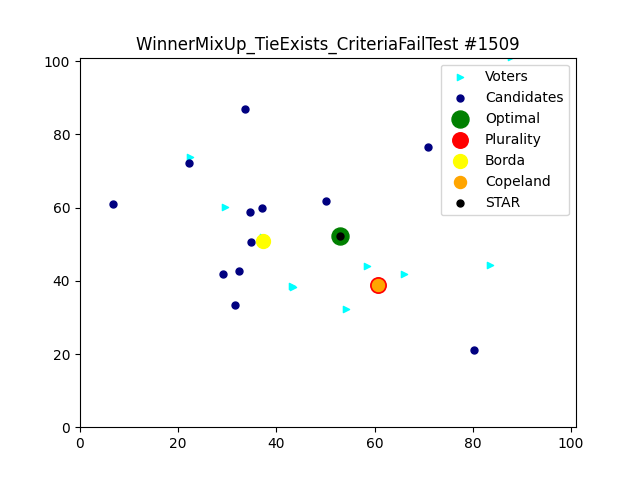 WinnerMixUp_TieExists_CriteriaFailTest #1509
100
80
60
40
20
0
0
20
40
60
80
100
Voters
Candidates
Optimal
Plurality
Borda
Copeland
STAR